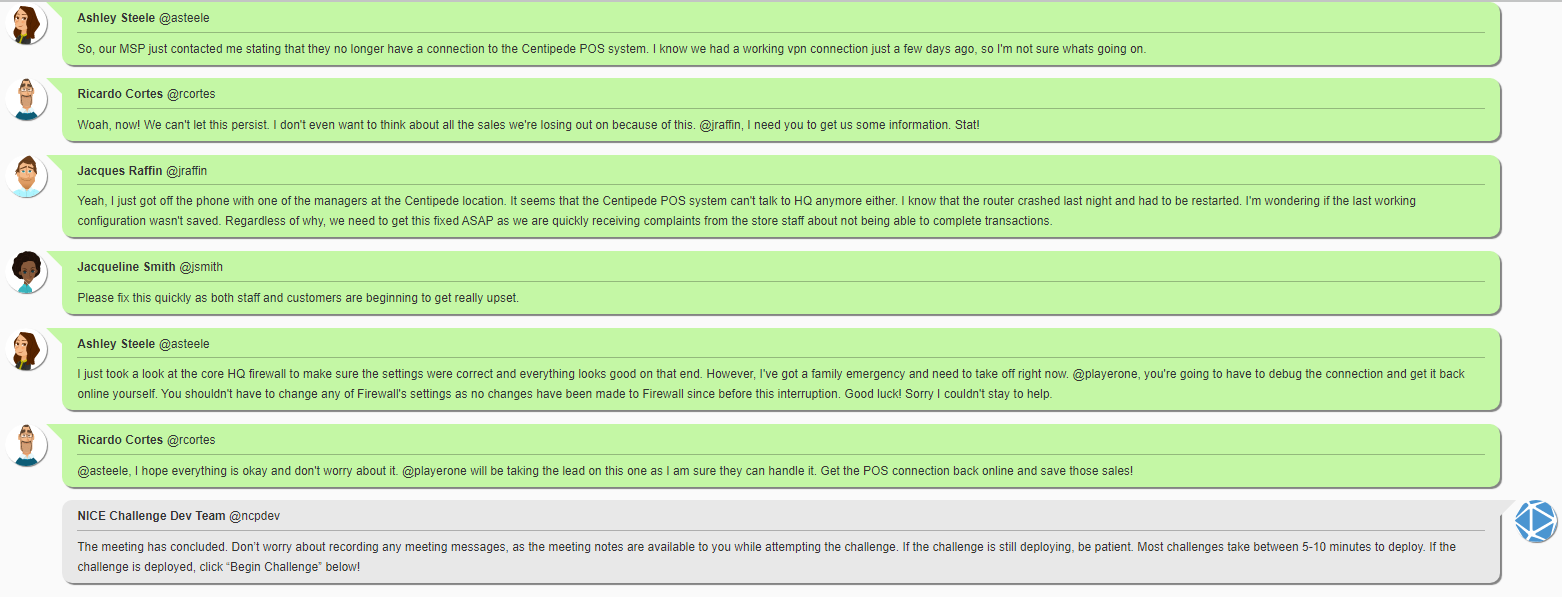 Ashley Steele @asteele
So, our MSP just contacted me stating that they no longer have a connection to the Centipede POS system. I know we had a working vpn connection just a few days ago, so I'm not sure whats going on.
Ricardo Cortes @rcortes
Woah, now! We can't let this persist. I don't even want to think about all the sales we're losing out on because of this. @jraffin, I need you to get us some information. Stat!
Jacques Raffin @jraffin
Yeah, I just got off the phone with one of the managers at the Centipede location. It seems that the Centipede POS system can't talk to HQ anymore either. I know that the router crashed last night and had to be restarted. I'm wondering if the last working
configuration wasn't saved. Regardless of why, we need to get this fixed ASAP as we are quickly receiving complaints from the store staff about not being able to complete transactions.
Jacqueline Smith @jsmith
Please fix this quickly as both staff and customers are beginning to get really upset.
Ashley Steele @asteele
I just took a look at the core HQ firewall to make sure the settings were correct and everything looks good on that end. However, I've got a family emergency and need to take off right now. @playerone, you're going to have to debug the connection and get it back
online yourself. You shouldn't have to change any of Firewall's settings as no changes have been made to Firewall since before this interruption. Good luck! Sorry I couldn't stay to help.
Ricardo Cortes @rcortes
@asteele, I hope everything is okay and don't worry about it. @playerone will be taking the lead on this one as I am sure they can handle it. Get the POS connection back online and save those sales!
NICE Challenge Dev Team @ncpdev
The meeting has concluded. Don't worry about recording any meeting messages, as the meeting notes are available to you while attempting the challenge. If the challenge is still deploying, be patient. Most challenges take between 5-10 minutes to deploy. If the
challenge is deployed, click “Begin Challenge” below!